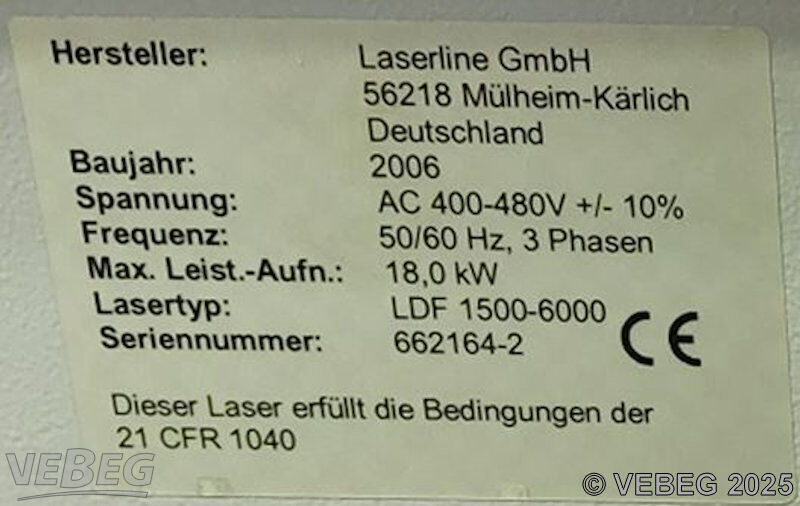 Hersteller: Laserline GmbH
56218 Mülheim-Kärlich
Deutschland
Baujahr: 2006
Spannung: AC 400-480V +/- 10%
Frequenz: 50/60 Hz, 3 Phasen
Max. Leist.-Aufn.: 18,0 kW
Lasertyp: LDF 1500-6000
Seriennummer: 662164-2
CE
Dieser Laser erfüllt die Bedingungen der
21 CFR 1040
VEBEG
© VEBEG 2025